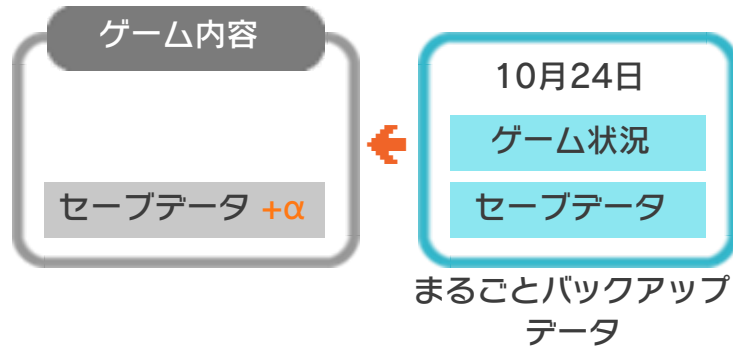 ゲーム内容
セーブデータ +α
10月24日
ゲーム状況
セーブデータ
まるごとバックアップ
データ